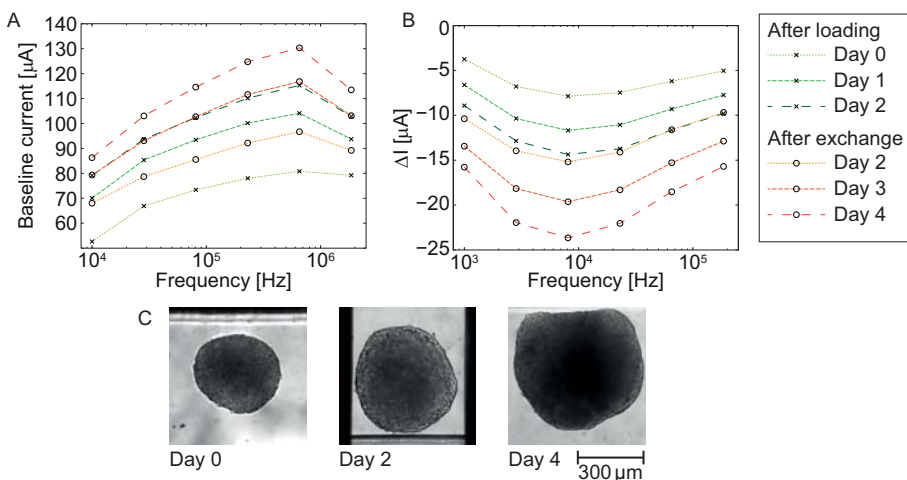 A
Baseline current [µA]
140
130
120
110
100
90
80
70
60
10⁴
10⁵
10⁶
Frequency [Hz]
B
ΔI [µA]
0
−5
−10
−15
−20
−25
10³
10⁴
10⁵
Frequency [Hz]
After loading
Day 0
Day 1
Day 2
After exchange
Day 2
Day 3
Day 4
C
Day 0
Day 2
Day 4
300 µm